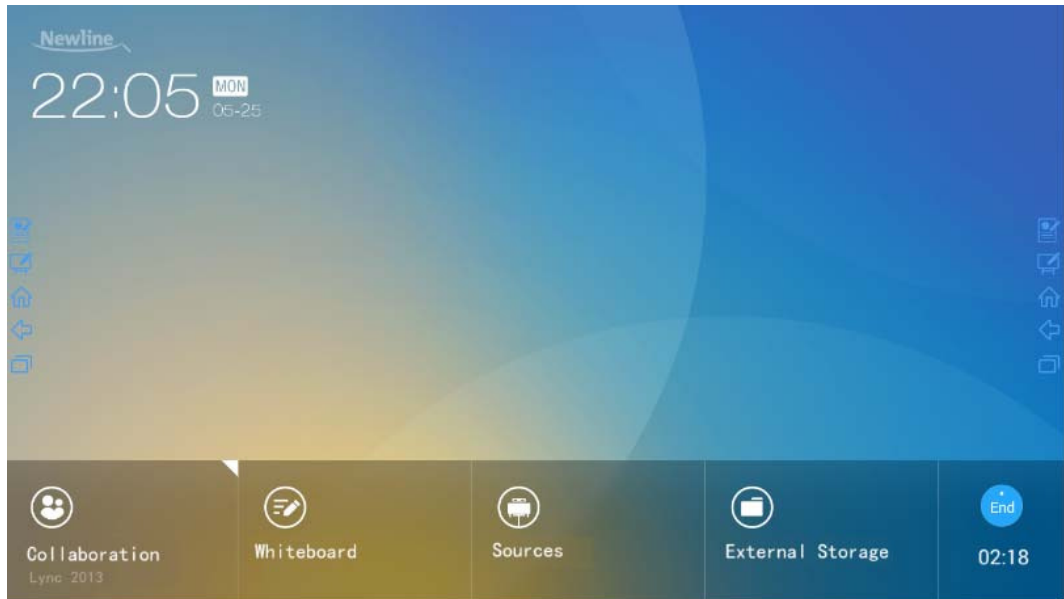 Newline
22:05 MON
05-25
Collaboration
Lync 2013
Whiteboard
Sources
External Storage
End
02:18